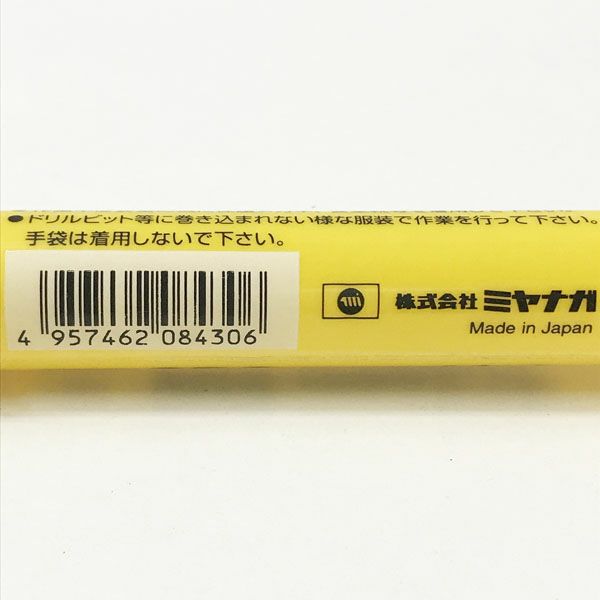 ●ドリルビット等に巻き込まれない様な服装で作業を行って下さい。
手袋は着用しないで下さい。
4 957462 084306
株式会社 ミヤナガ
Made in Japan